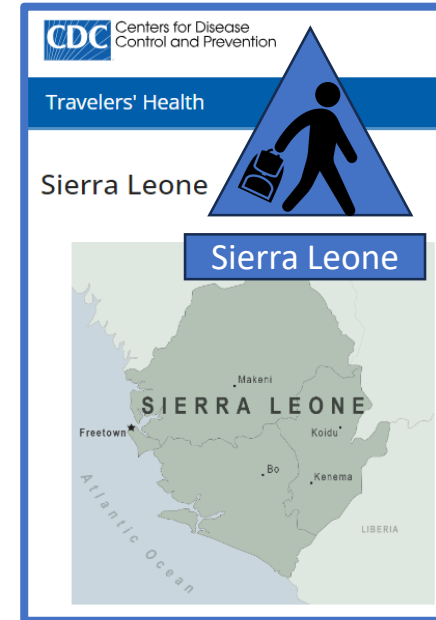 CDC Centers for Disease
Control and Prevention
Travelers' Health
Sierra Leone
Sierra Leone
Makeni
SIERRA LEONE
Freetown
Koidu
Bo
Kenema
LIBERIA
Atlantic Ocean